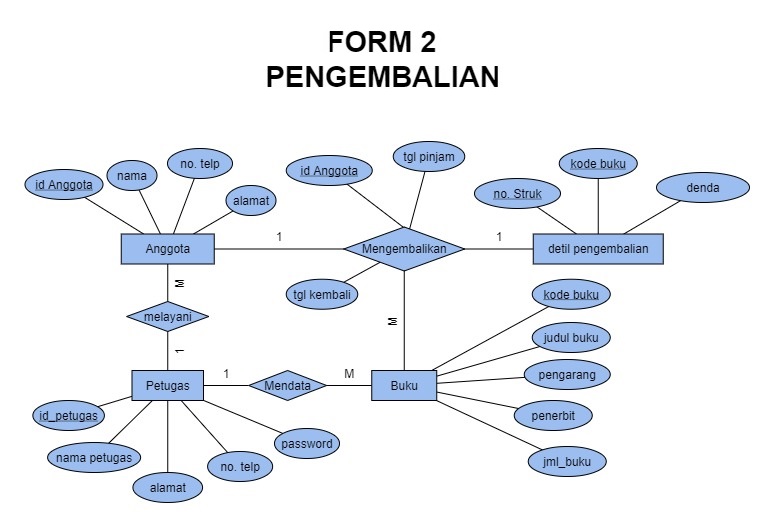 FORM 2
PENGEMBALIAN
id Anggota
nama
no. telp
alamat
id Anggota
tgl pinjam
no. Struk
kode buku
denda
Anggota
1
Mengembalikan
1
detil pengembalian
M
tgl kembali
kode buku
melayani
M
judul buku
1
pengarang
Petugas
1
Mendata
M
Buku
id_petugas
penerbit
nama petugas
password
no. telp
alamat
jml_buku